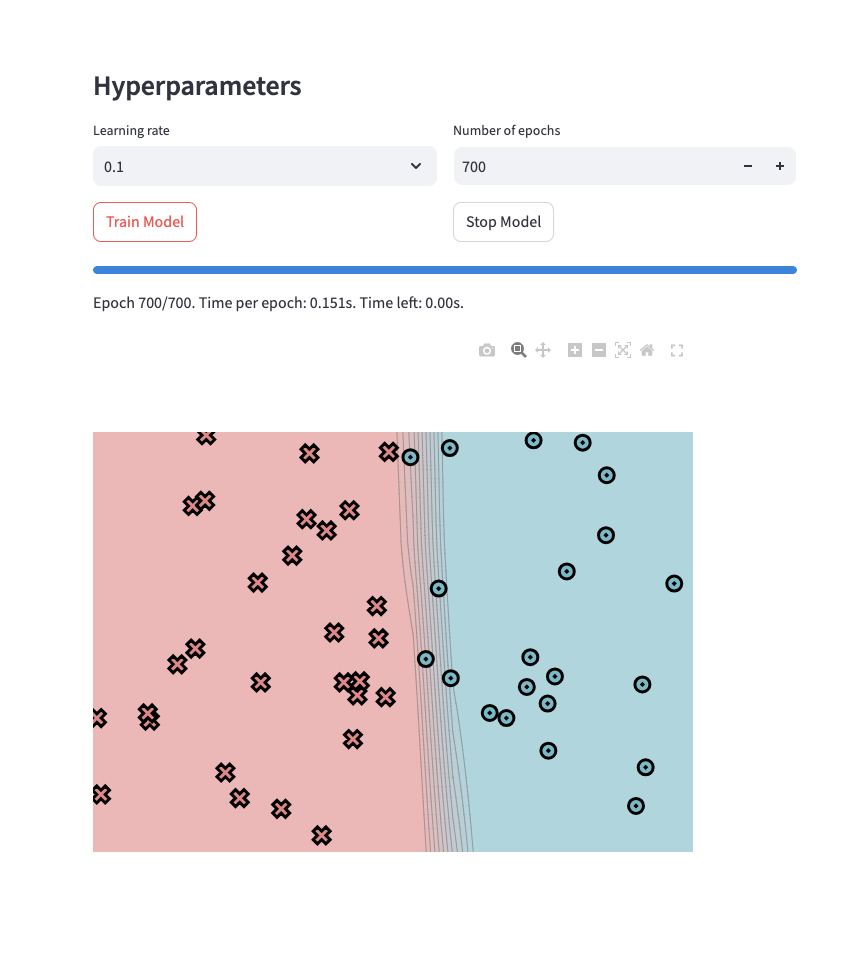 Hyperparameters
Learning rate
Number of epochs
0.1
700
Train Model
Stop Model
Epoch 700/700. Time per epoch: 0.151s. Time left: 0.00s.